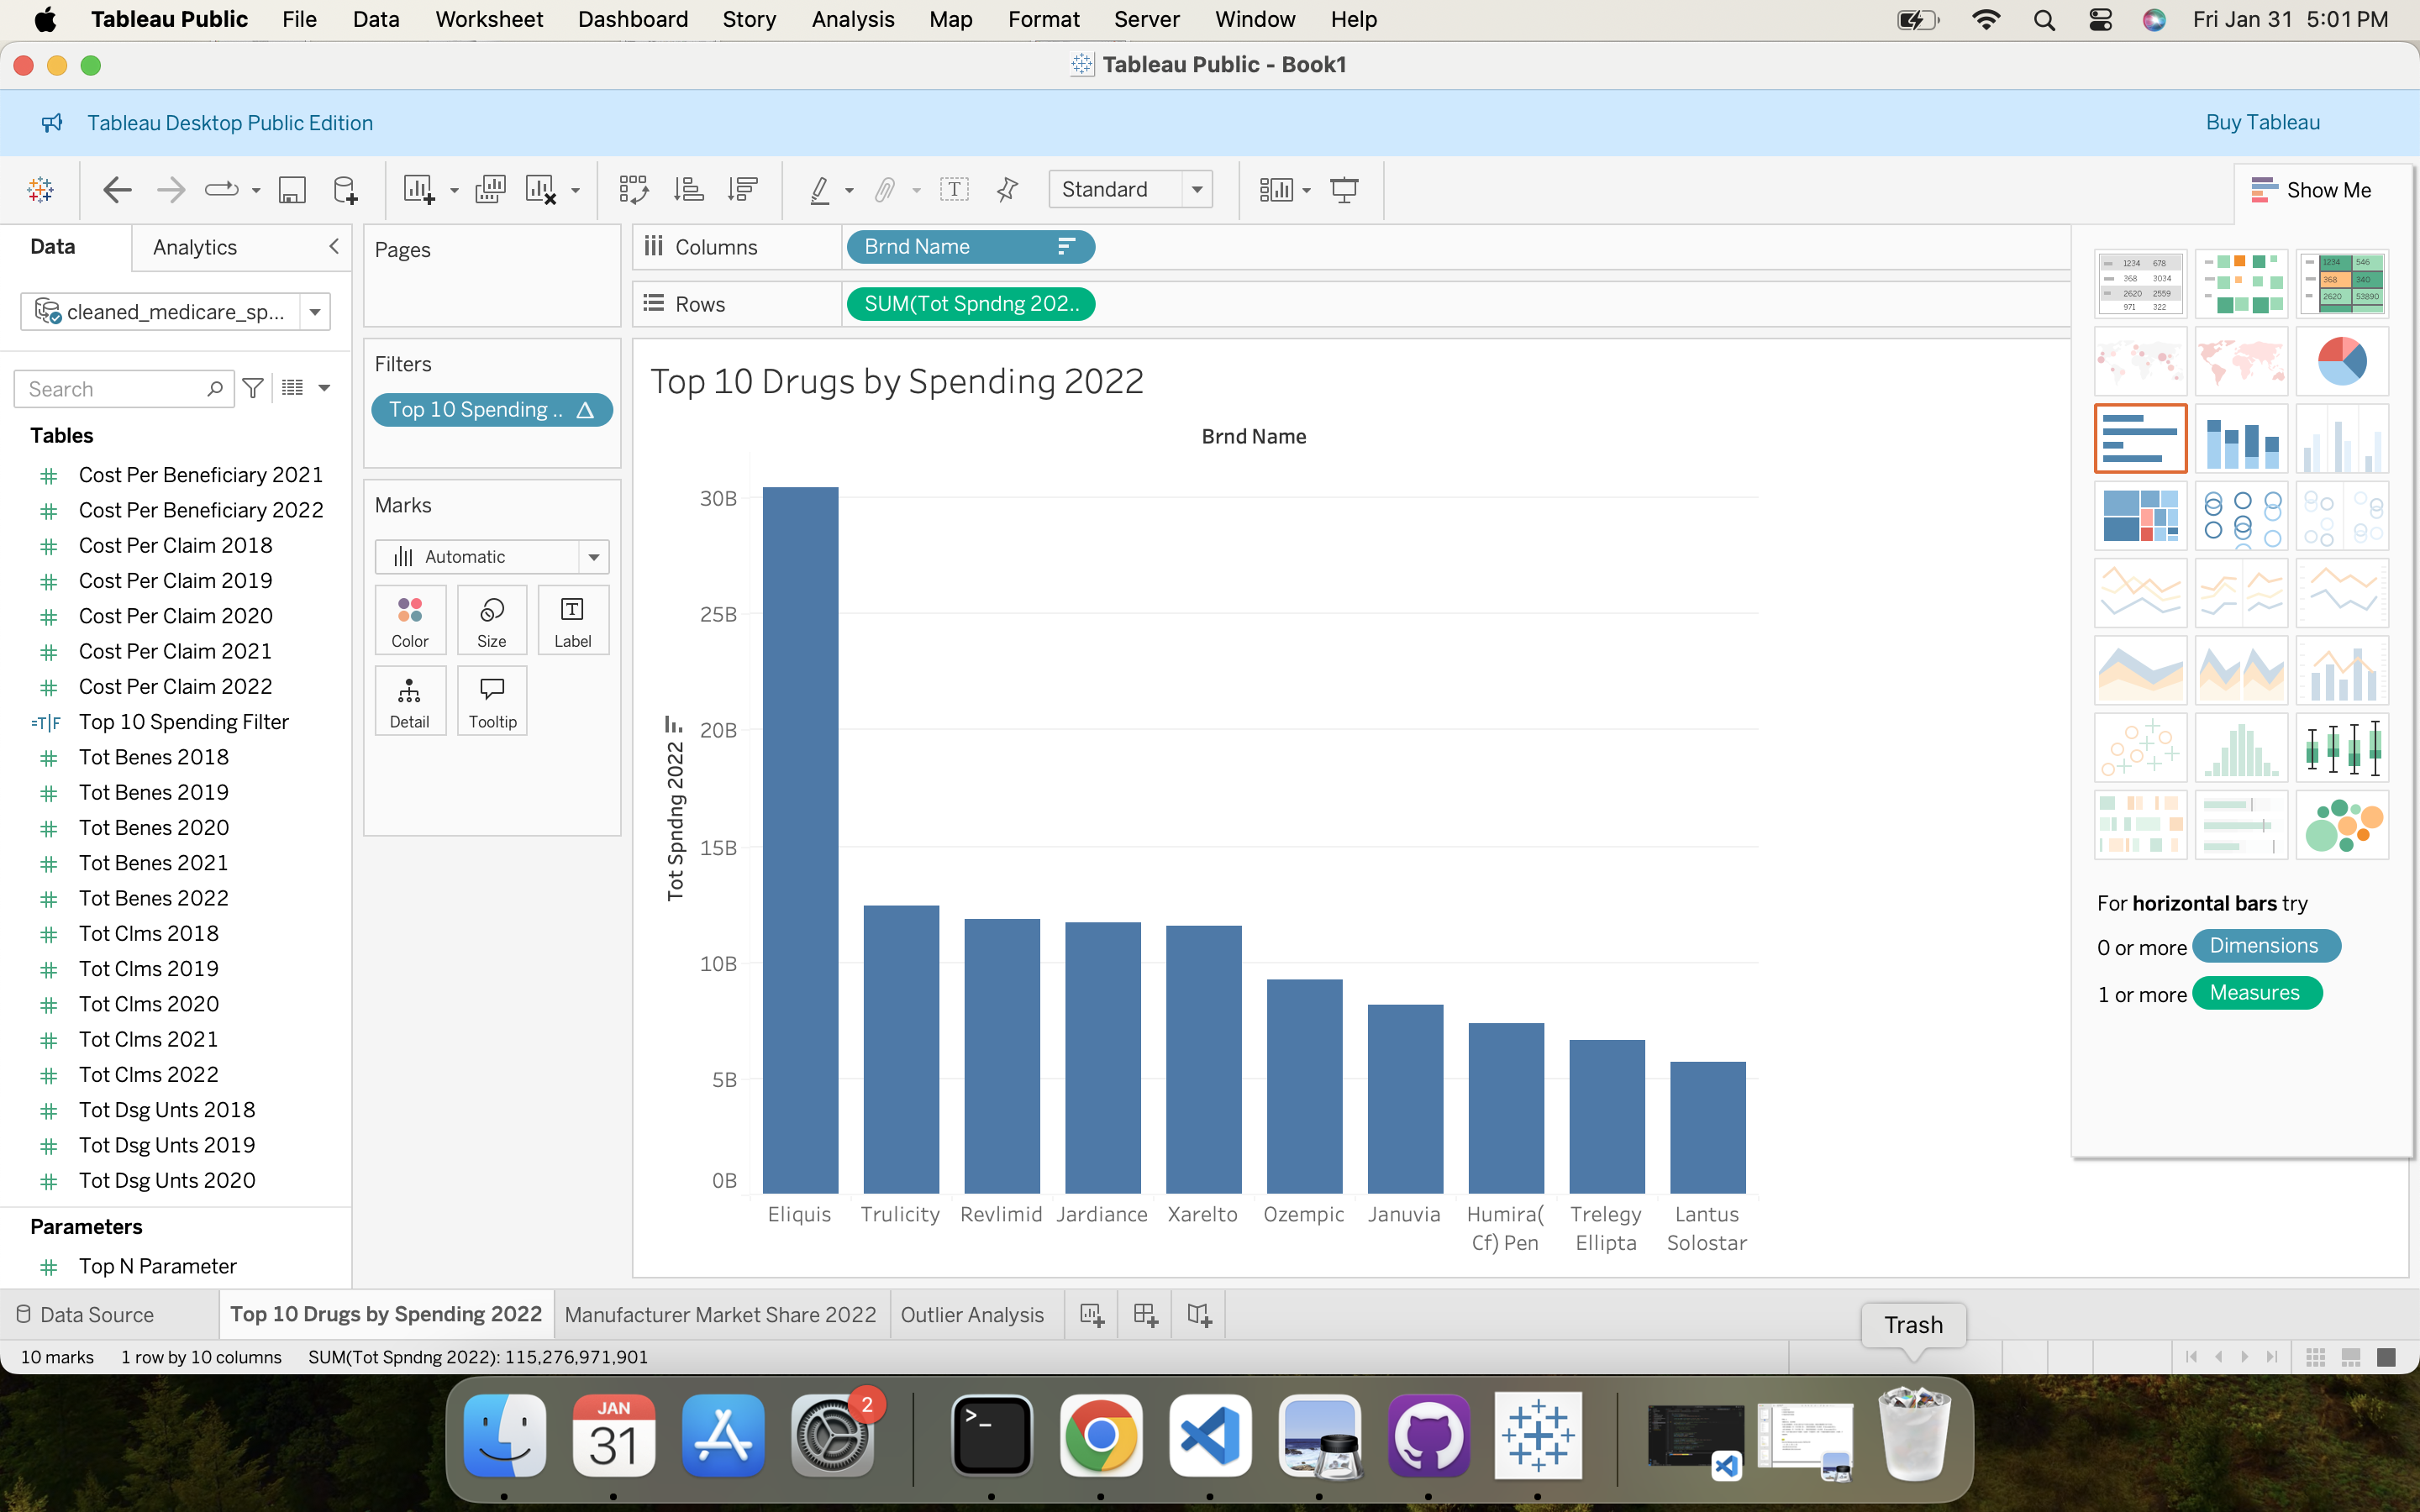 Tableau Public File Data Worksheet Dashboard Story Analysis Map Format Server Window Help Fri Jan 31 5:01 PM
Tableau Public - Book1
Tableau Desktop Public Edition Buy Tableau
Standard Show Me
Data Analytics
cleaned_medicare_sp...
Search
Tables
Cost Per Beneficiary 2021
Cost Per Beneficiary 2022
Cost Per Claim 2018
Cost Per Claim 2019
Cost Per Claim 2020
Cost Per Claim 2021
Cost Per Claim 2022
=T|F Top 10 Spending Filter
Tot Benes 2018
Tot Benes 2019
Tot Benes 2020
Tot Benes 2021
Tot Benes 2022
Tot Clms 2018
Tot Clms 2019
Tot Clms 2020
Tot Clms 2021
Tot Clms 2022
Tot Dsg Unts 2018
Tot Dsg Unts 2019
Tot Dsg Unts 2020
Parameters
Top N Parameter
Pages
Filters
Top 10 Spending ..
Marks
Automatic
Color Size Label
Detail Tooltip
Columns Brnd Name
Rows SUM(Tot Spndng 202..
Top 10 Drugs by Spending 2022
Brnd Name
Tot Spndng 2022
30B
25B
20B
15B
10B
5B
0B
Eliquis Trulicity Revlimid Jardiance Xarelto Ozempic Januvia Humira( Trelegy Lantus
Cf) Pen Ellipta Solostar
1234 678
368 3034
2620 2559
971 322
1234 546
368 340
2620 53890
For horizontal bars try
0 or more Dimensions
1 or more Measures
Data Source Top 10 Drugs by Spending 2022 Manufacturer Market Share 2022 Outlier Analysis
10 marks 1 row by 10 columns SUM(Tot Spndng 2022): 115,276,971,901
Trash
JAN
31
2
>_